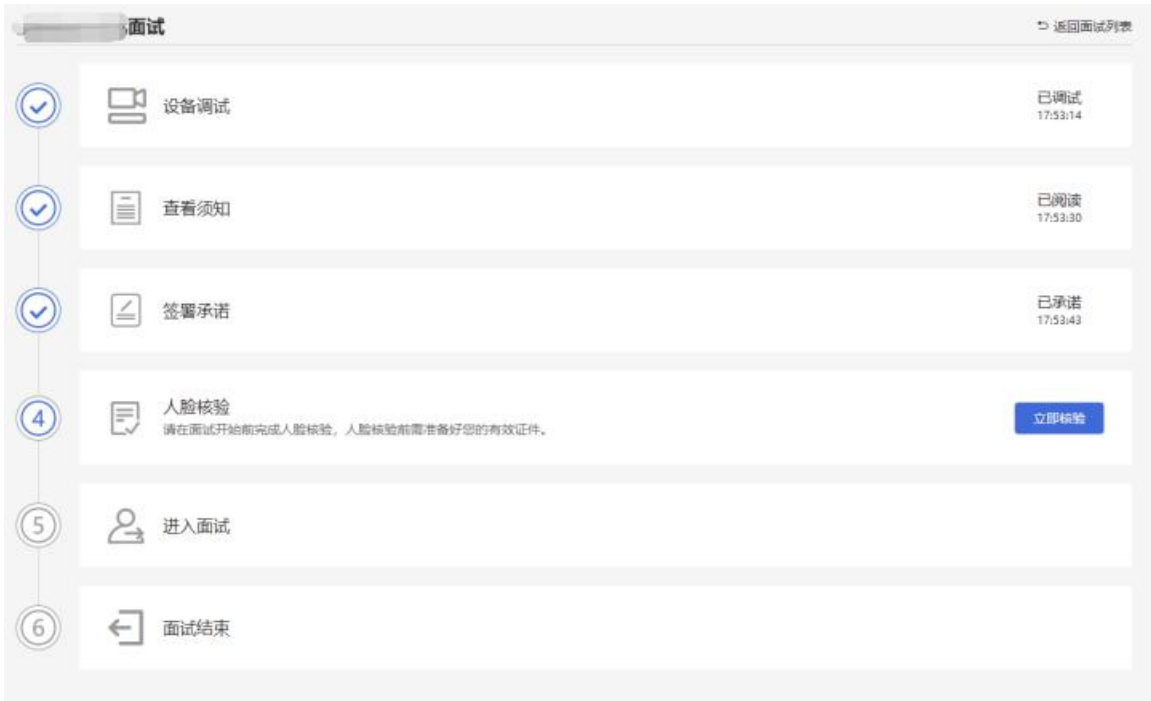 面试
返回面试列表
设备调试
已调试
17:53:14
查看须知
已阅读
17:53:30
签署承诺
已承诺
17:53:43
4
人脸核验
请在面试开始前完成人脸核验，人脸核验前需准备好您的有效证件。
立即核验
5
进入面试
6
面试结束